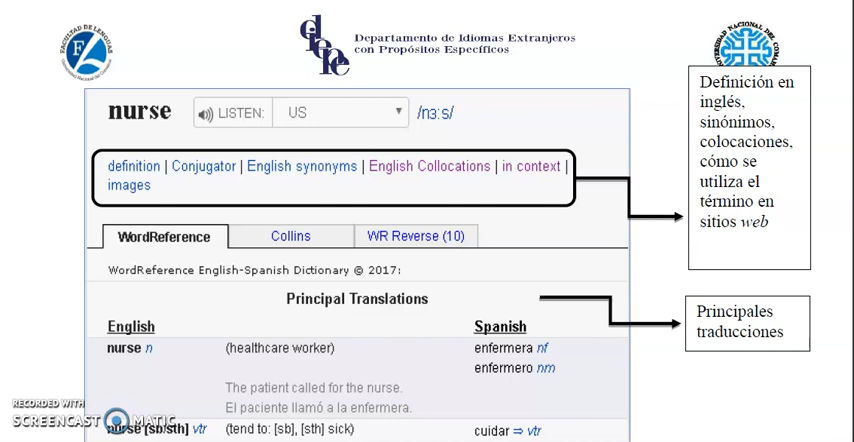 FACULTAD DE LENGUAS
Departamento de Idiomas Extranjeros
con Propósitos Específicos
nurse
LISTEN:
US
/nɜːs/
definition | Conjugator | English synonyms | English Collocations | in context |
images
Definición en
inglés,
sinónimos,
colocaciones,
cómo se
utiliza el
término en
sitios web
WordReference
Collins
WR Reverse (10)
WordReference English-Spanish Dictionary © 2017:
Principal Translations
Principales
traducciones
English
Spanish
nurse n
(healthcare worker)
enfermera nf
enfermero nm
The patient called for the nurse.
El paciente llamó a la enfermera.
nurse [sb/sth] vtr
(tend to: [sb], [sth] sick)
cuidar ⇒ vtr
RECORDED WITH
SCREENCAST MATIC